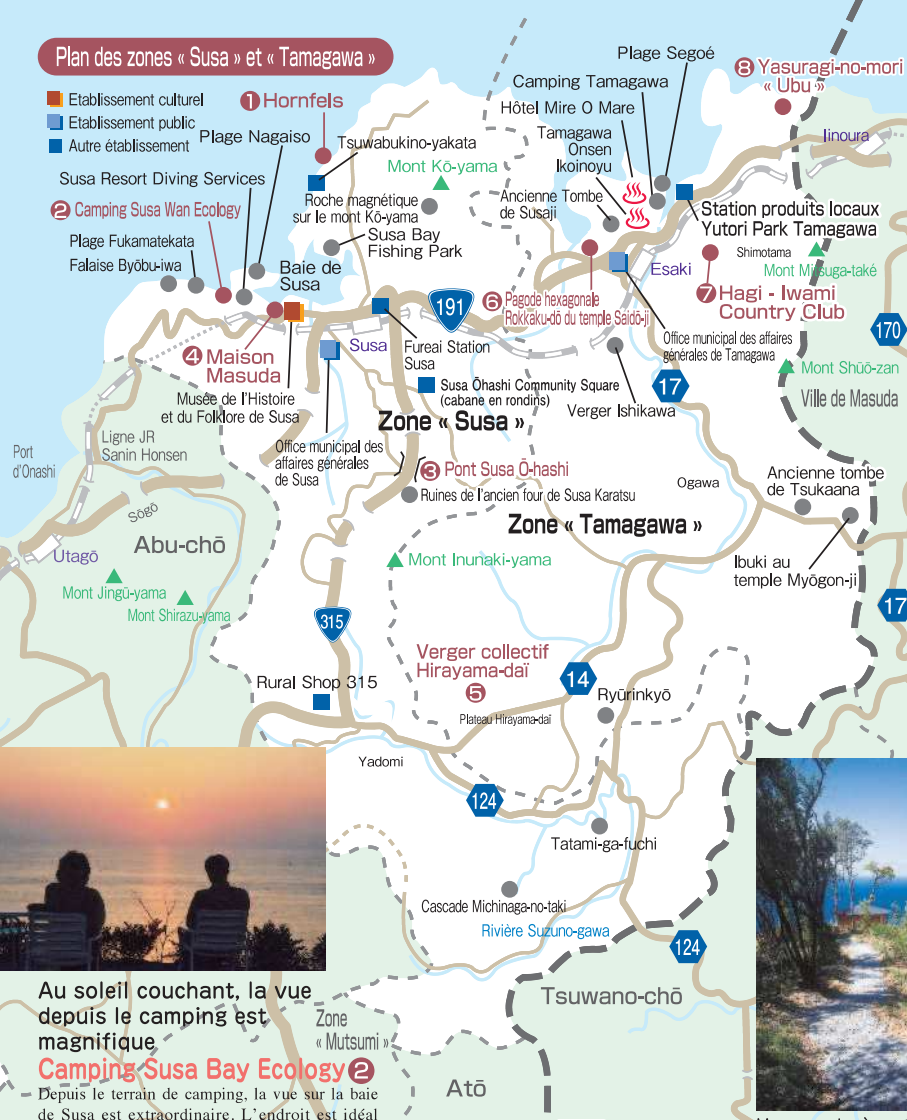 Plan des zones « Susa » et « Tamagawa »
Etablissement culturel
Etablissement public
Autre établissement
❶ Hornfels
Plage Nagaiso
Tsuwabukino-yakata
Mont Kō-yama
Susa Resort Diving Services
Roche magnétique
sur le mont Kō-yama
❷ Camping Susa Wan Ecology
Susa Bay
Fishing Park
Plage Fukamatekata
Falaise Byōbu-iwa
Baie de
Susa
Plage Segoé
Camping Tamagawa
Hôtel Mire O Mare
Tamagawa
Onsen
Ikoinoyu
Ancienne Tombe
de Susaji
❽ Yasuragi-no-mori
« Ubu »
Iinoura
Station produits locaux
Yutori Park Tamagawa
Shimotama
Mont Mitsuga-také
Esaki
❼ Hagi - Iwami
Country Club
❻ Pagode hexagonale
Rokkaku-dō du temple Saidō-ji
191
170
❹ Maison
Masuda
Susa
Fureai Station
Susa
Office municipal des affaires
générales de Tamagawa
Mont Shūō-zan
Musée de l'Histoire
et du Folklore de Susa
Susa Ōhashi Community Square
(cabane en rondins)
17
Verger Ishikawa
Ville de Masuda
Zone « Susa »
Port
d'Onashi
Ligne JR
Sanin Honsen
Office municipal des
affaires générales
de Susa
❸ Pont Susa Ō-hashi
Ruines de l'ancien four de Susa Karatsu
Ogawa
Ancienne tombe
de Tsukaana
Sōgō
Zone « Tamagawa »
Utagō
Abu-chō
Mont Inunaki-yama
Ibuki au
temple Myōgon-ji
Mont Jingū-yama
Mont Shirazu-yama
17
315
Verger collectif
Hirayama-daï
❺
14
Rural Shop 315
Plateau Hirayama-daï
Ryūrinkyō
Yadomi
124
Tatami-ga-fuchi
Cascade Michinaga-no-taki
Rivière Suzuno-gawa
124
Tsuwano-chō
Au soleil couchant, la vue
depuis le camping est
magnifique
Zone
« Mutsumi »
Camping Susa Bay Ecology ❷
Atō
Depuis le terrain de camping, la vue sur la baie
de Susa est extraordinaire. L'endroit est idéal